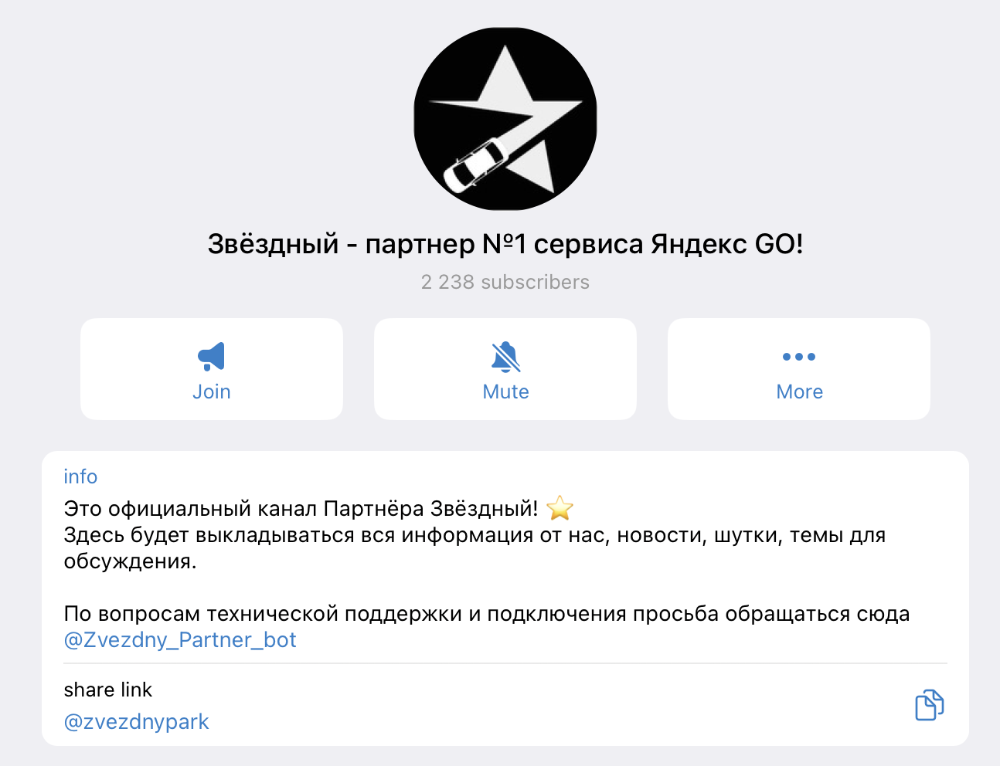 Звёздный - партнер №1 сервиса Яндекс GO!
2 238 subscribers
Join
Mute
More
info
Это официальный канал Партнёра Звёздный! ⭐
Здесь будет выкладываться вся информация от нас, новости, шутки, темы для
обсуждения.
По вопросам технической поддержки и подключения просьба обращаться сюда
@Zvezdny_Partner_bot
share link
@zvezdnypark